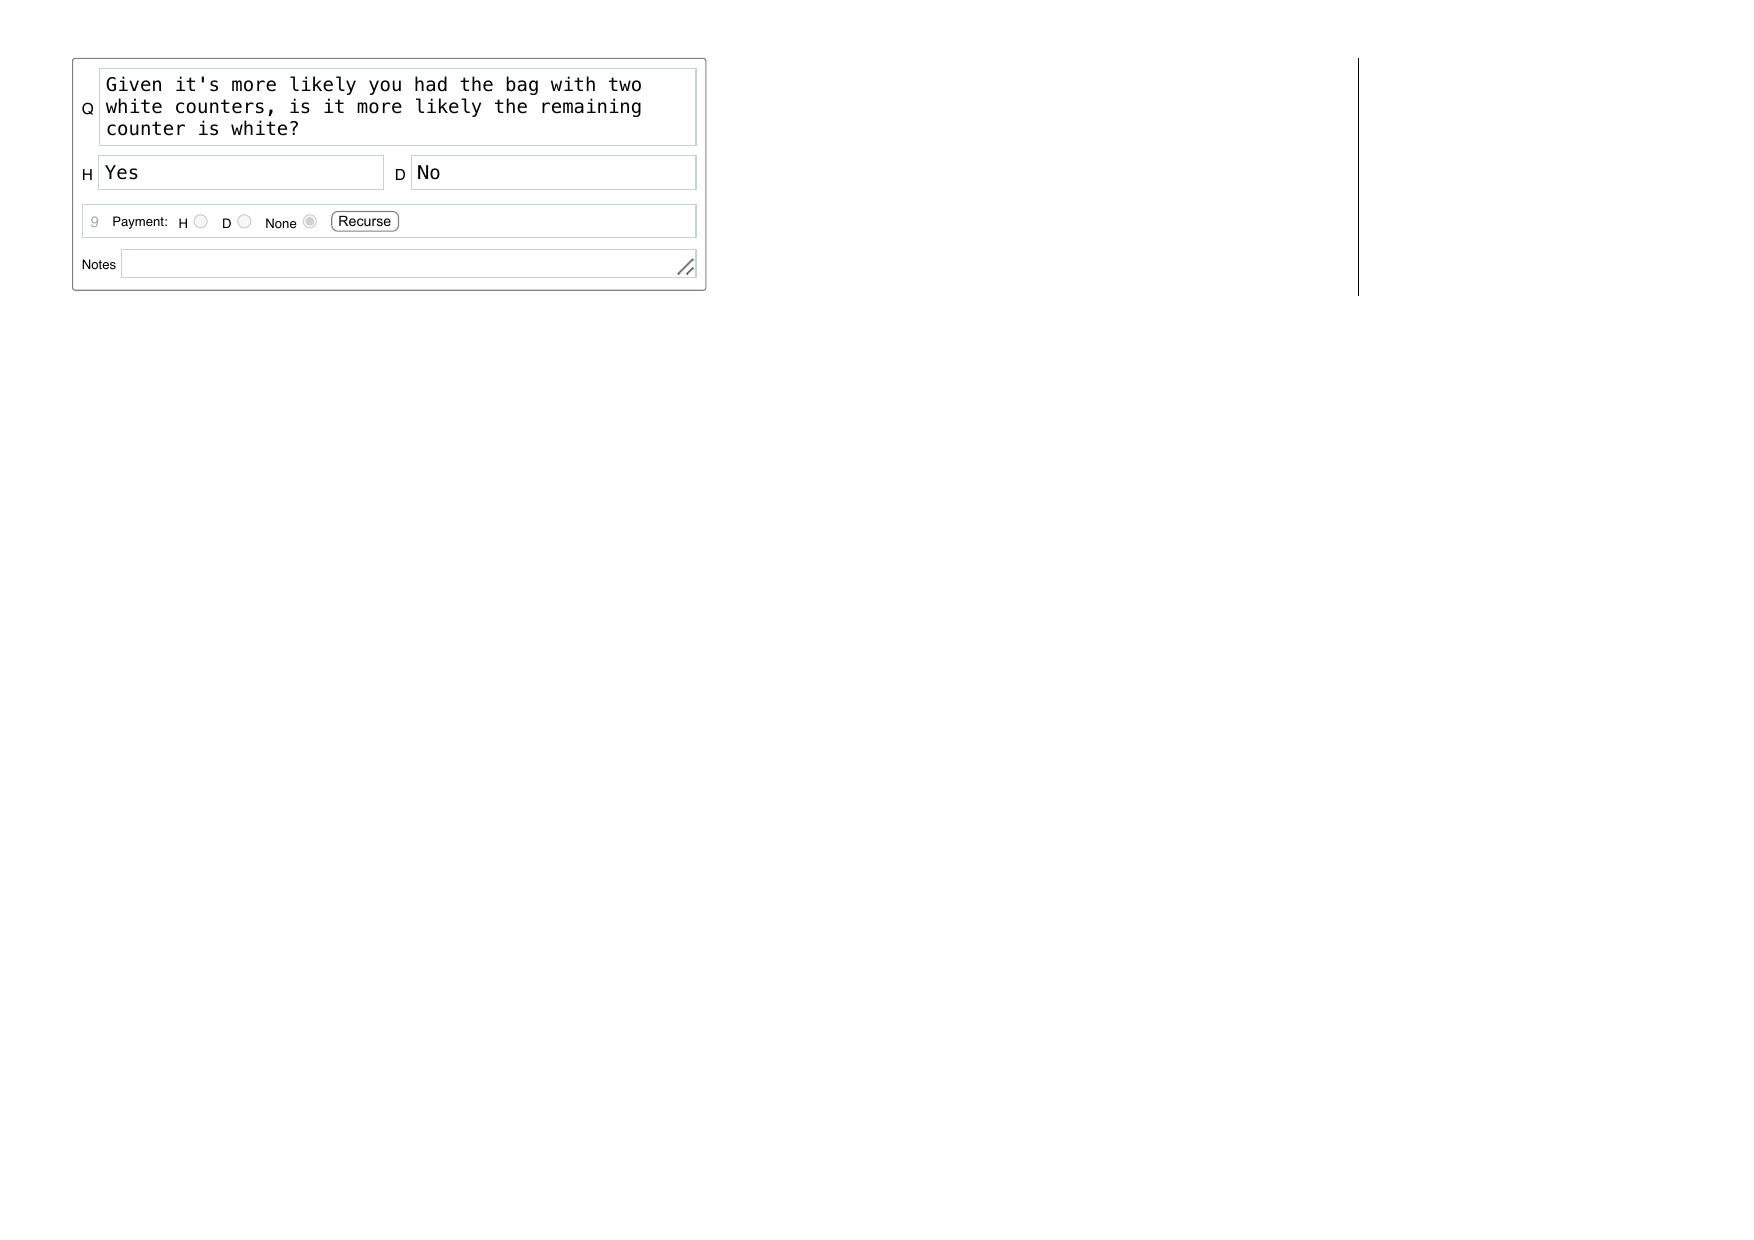 Q Given it's more likely you had the bag with two
white counters, is it more likely the remaining
counter is white?
H Yes D No
9 Payment: H D None Recurse
Notes